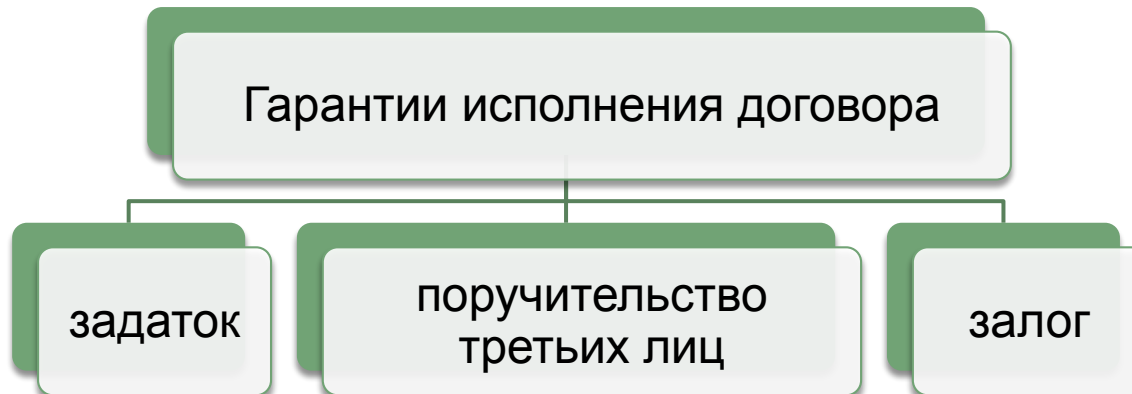 Гарантии исполнения договора
задаток
поручительство
третьих лиц
залог